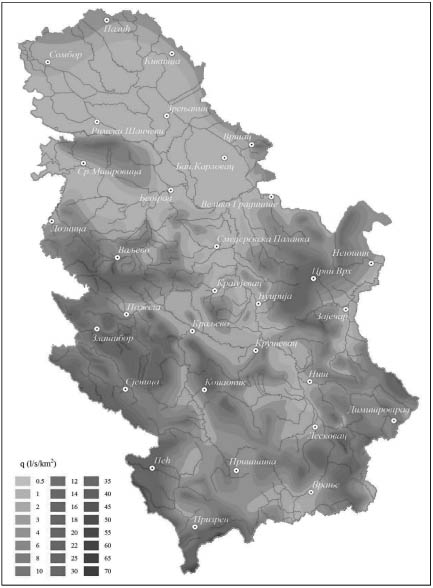 Палић
Сомбор
Кикинда
Зрењанин
Римски Шанчеви
Вршац
Бан.Карловац
Ср.Митровица
Београд
Велико Градиште
Лозница
Смедеревска Паланка
Ваљево
Неготин
Црни Врх
Крагујевац
Ћуприја
Пожега
Зајечар
Златибор
Краљево
Крушевац
Сјеница
Копаоник
Ниш
Димитровград
Лесковац
Пећ
Приштина
Врање
Призрен
q (l/s/km²)
0.5 12 35
1 14 40
2 16 45
3 18 50
4 20 55
6 22 60
8 25 65
10 30 70